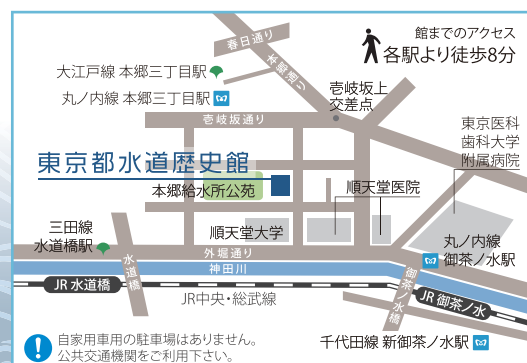 館までのアクセス
各駅より徒歩8分
春日通り
本郷通り
大江戸線 本郷三丁目駅
丸ノ内線 本郷三丁目駅
壱岐坂上
交差点
壱岐坂通り
東京医科
歯科大学
附属病院
東京都水道歴史館
本郷給水所公苑
順天堂医院
三田線
水道橋駅
順天堂大学
丸ノ内線
御茶ノ水駅
外堀通り
神田川
水道橋
御茶ノ水橋
JR 水道橋
JR中央・総武線
JR 御茶ノ水
自家用車用の駐車場はありません。
公共交通機関をご利用下さい。
千代田線 新御茶ノ水駅